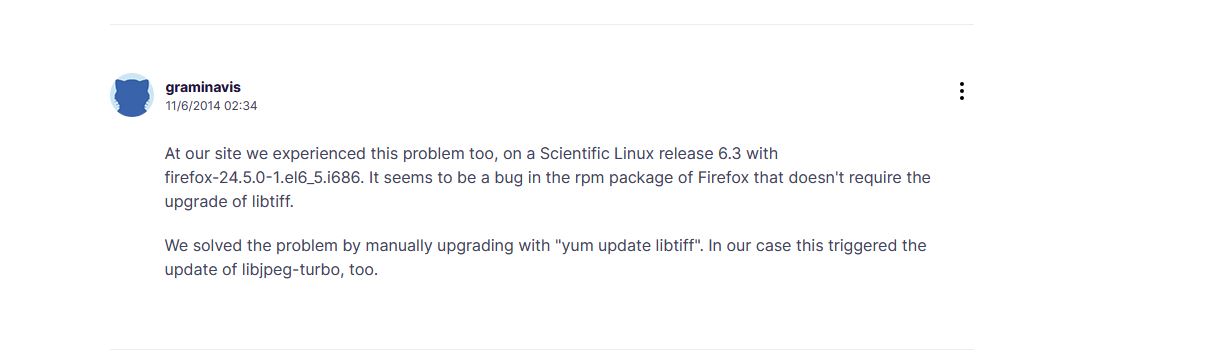 graminavis
11/6/2014 02:34
At our site we experienced this problem too, on a Scientific Linux release 6.3 with
firefox-24.5.0-1.el6_5.i686. It seems to be a bug in the rpm package of Firefox that doesn't require the
upgrade of libtiff.
We solved the problem by manually upgrading with "yum update libtiff". In our case this triggered the
update of libjpeg-turbo, too.